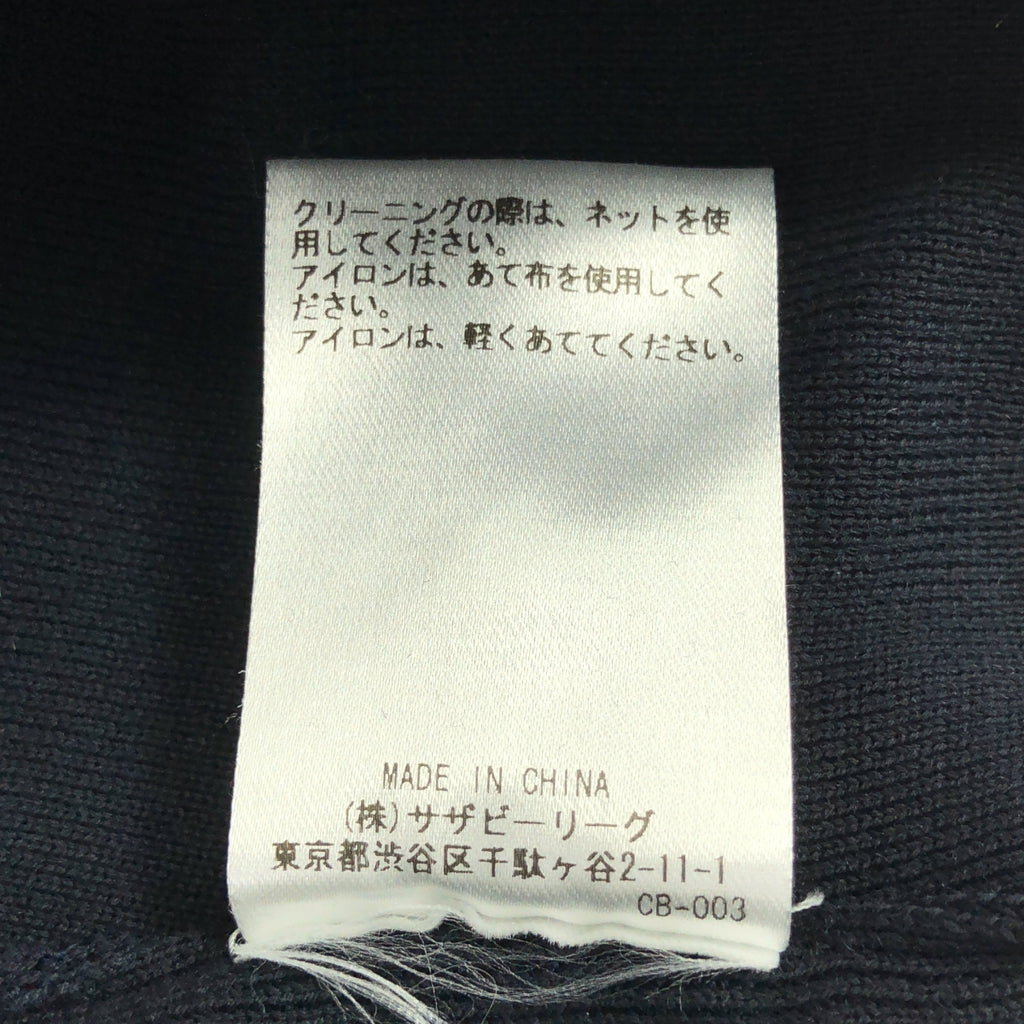 クリーニングの際は、ネットを使
用してください。
アイロンは、あて布を使用してく
ださい。
アイロンは、軽くあててください。
MADE IN CHINA
(株)サザビーリーグ
東京都渋谷区千駄ヶ谷2-11-1
CB-003